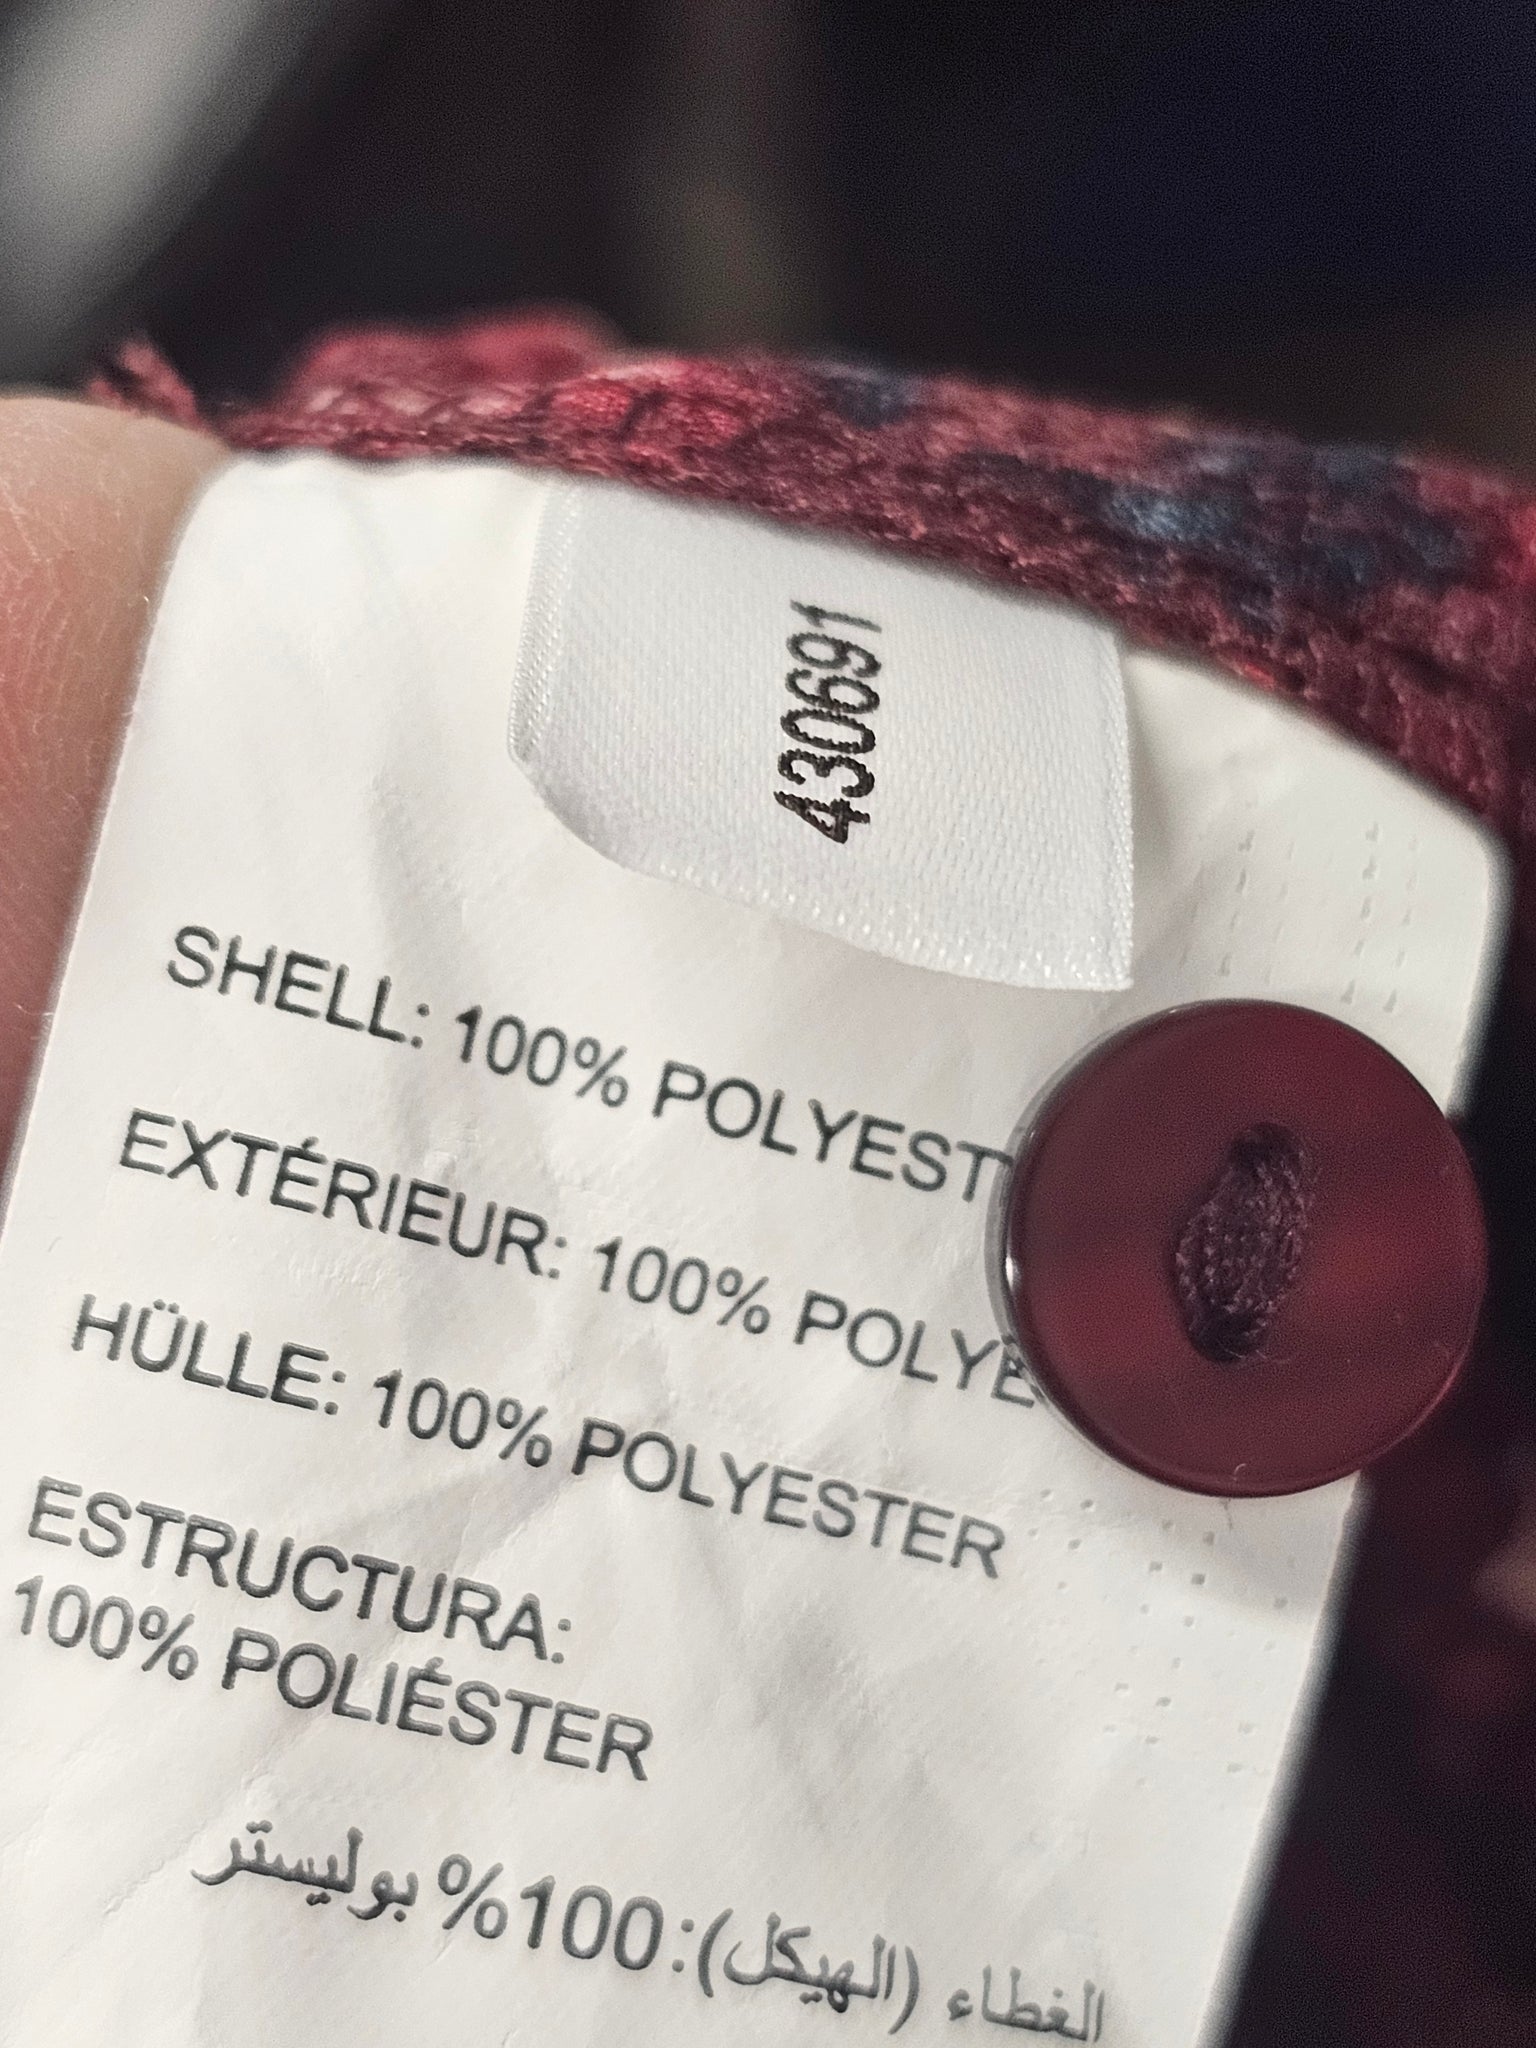 430691
SHELL: 100% POLYEST
EXTÉRIEUR: 100% POLYE
HÜLLE: 100% POLYESTER
ESTRUCTURA:
100% POLIÉSTER
الغطاء (الهيكل):100% بوليستر